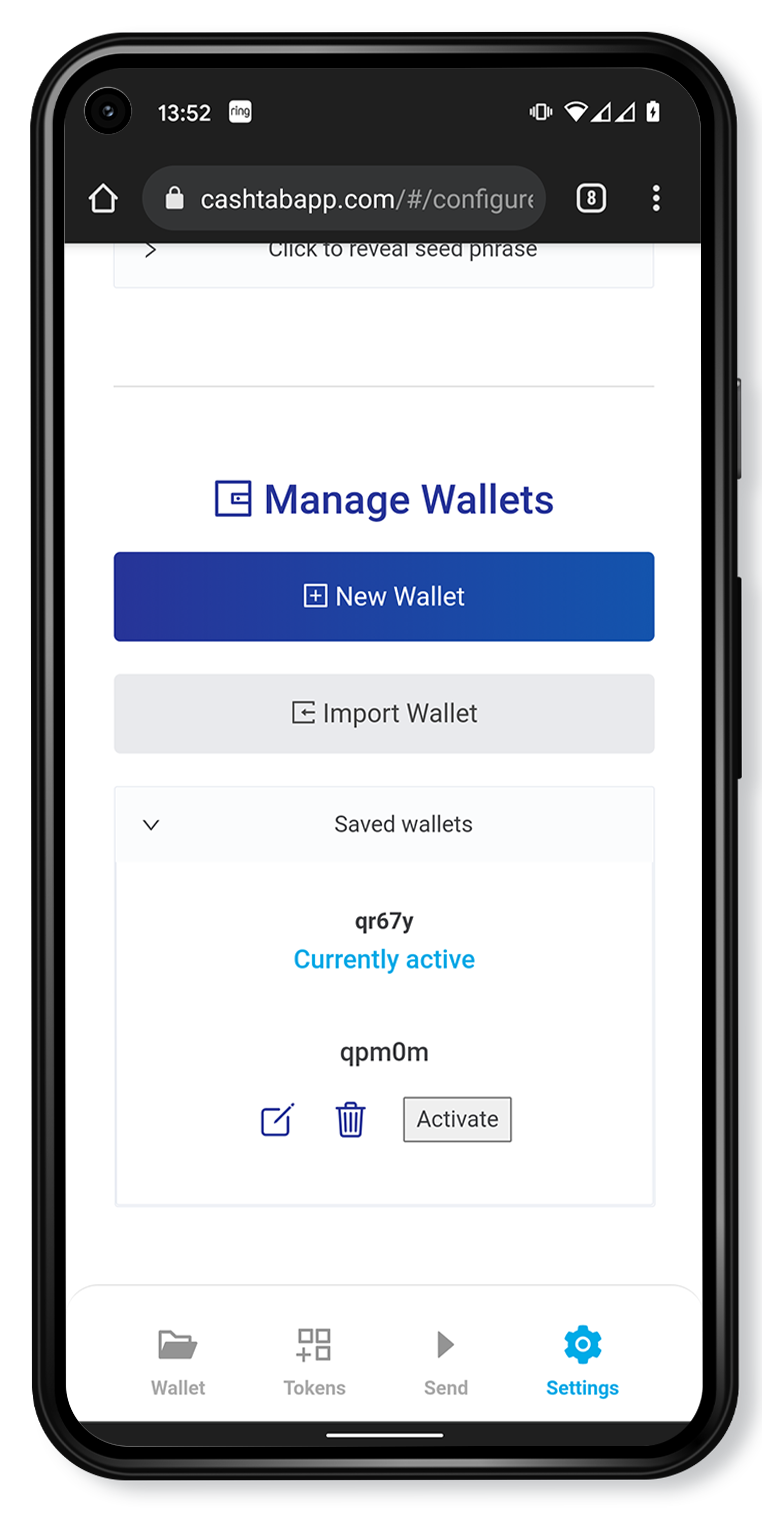 13:52 ring
cashtabapp.com/#/configure
8
Click to reveal seed phrase
Manage Wallets
New Wallet
Import Wallet
Saved wallets
qr67y
Currently active
qpm0m
Activate
Wallet Tokens Send Settings